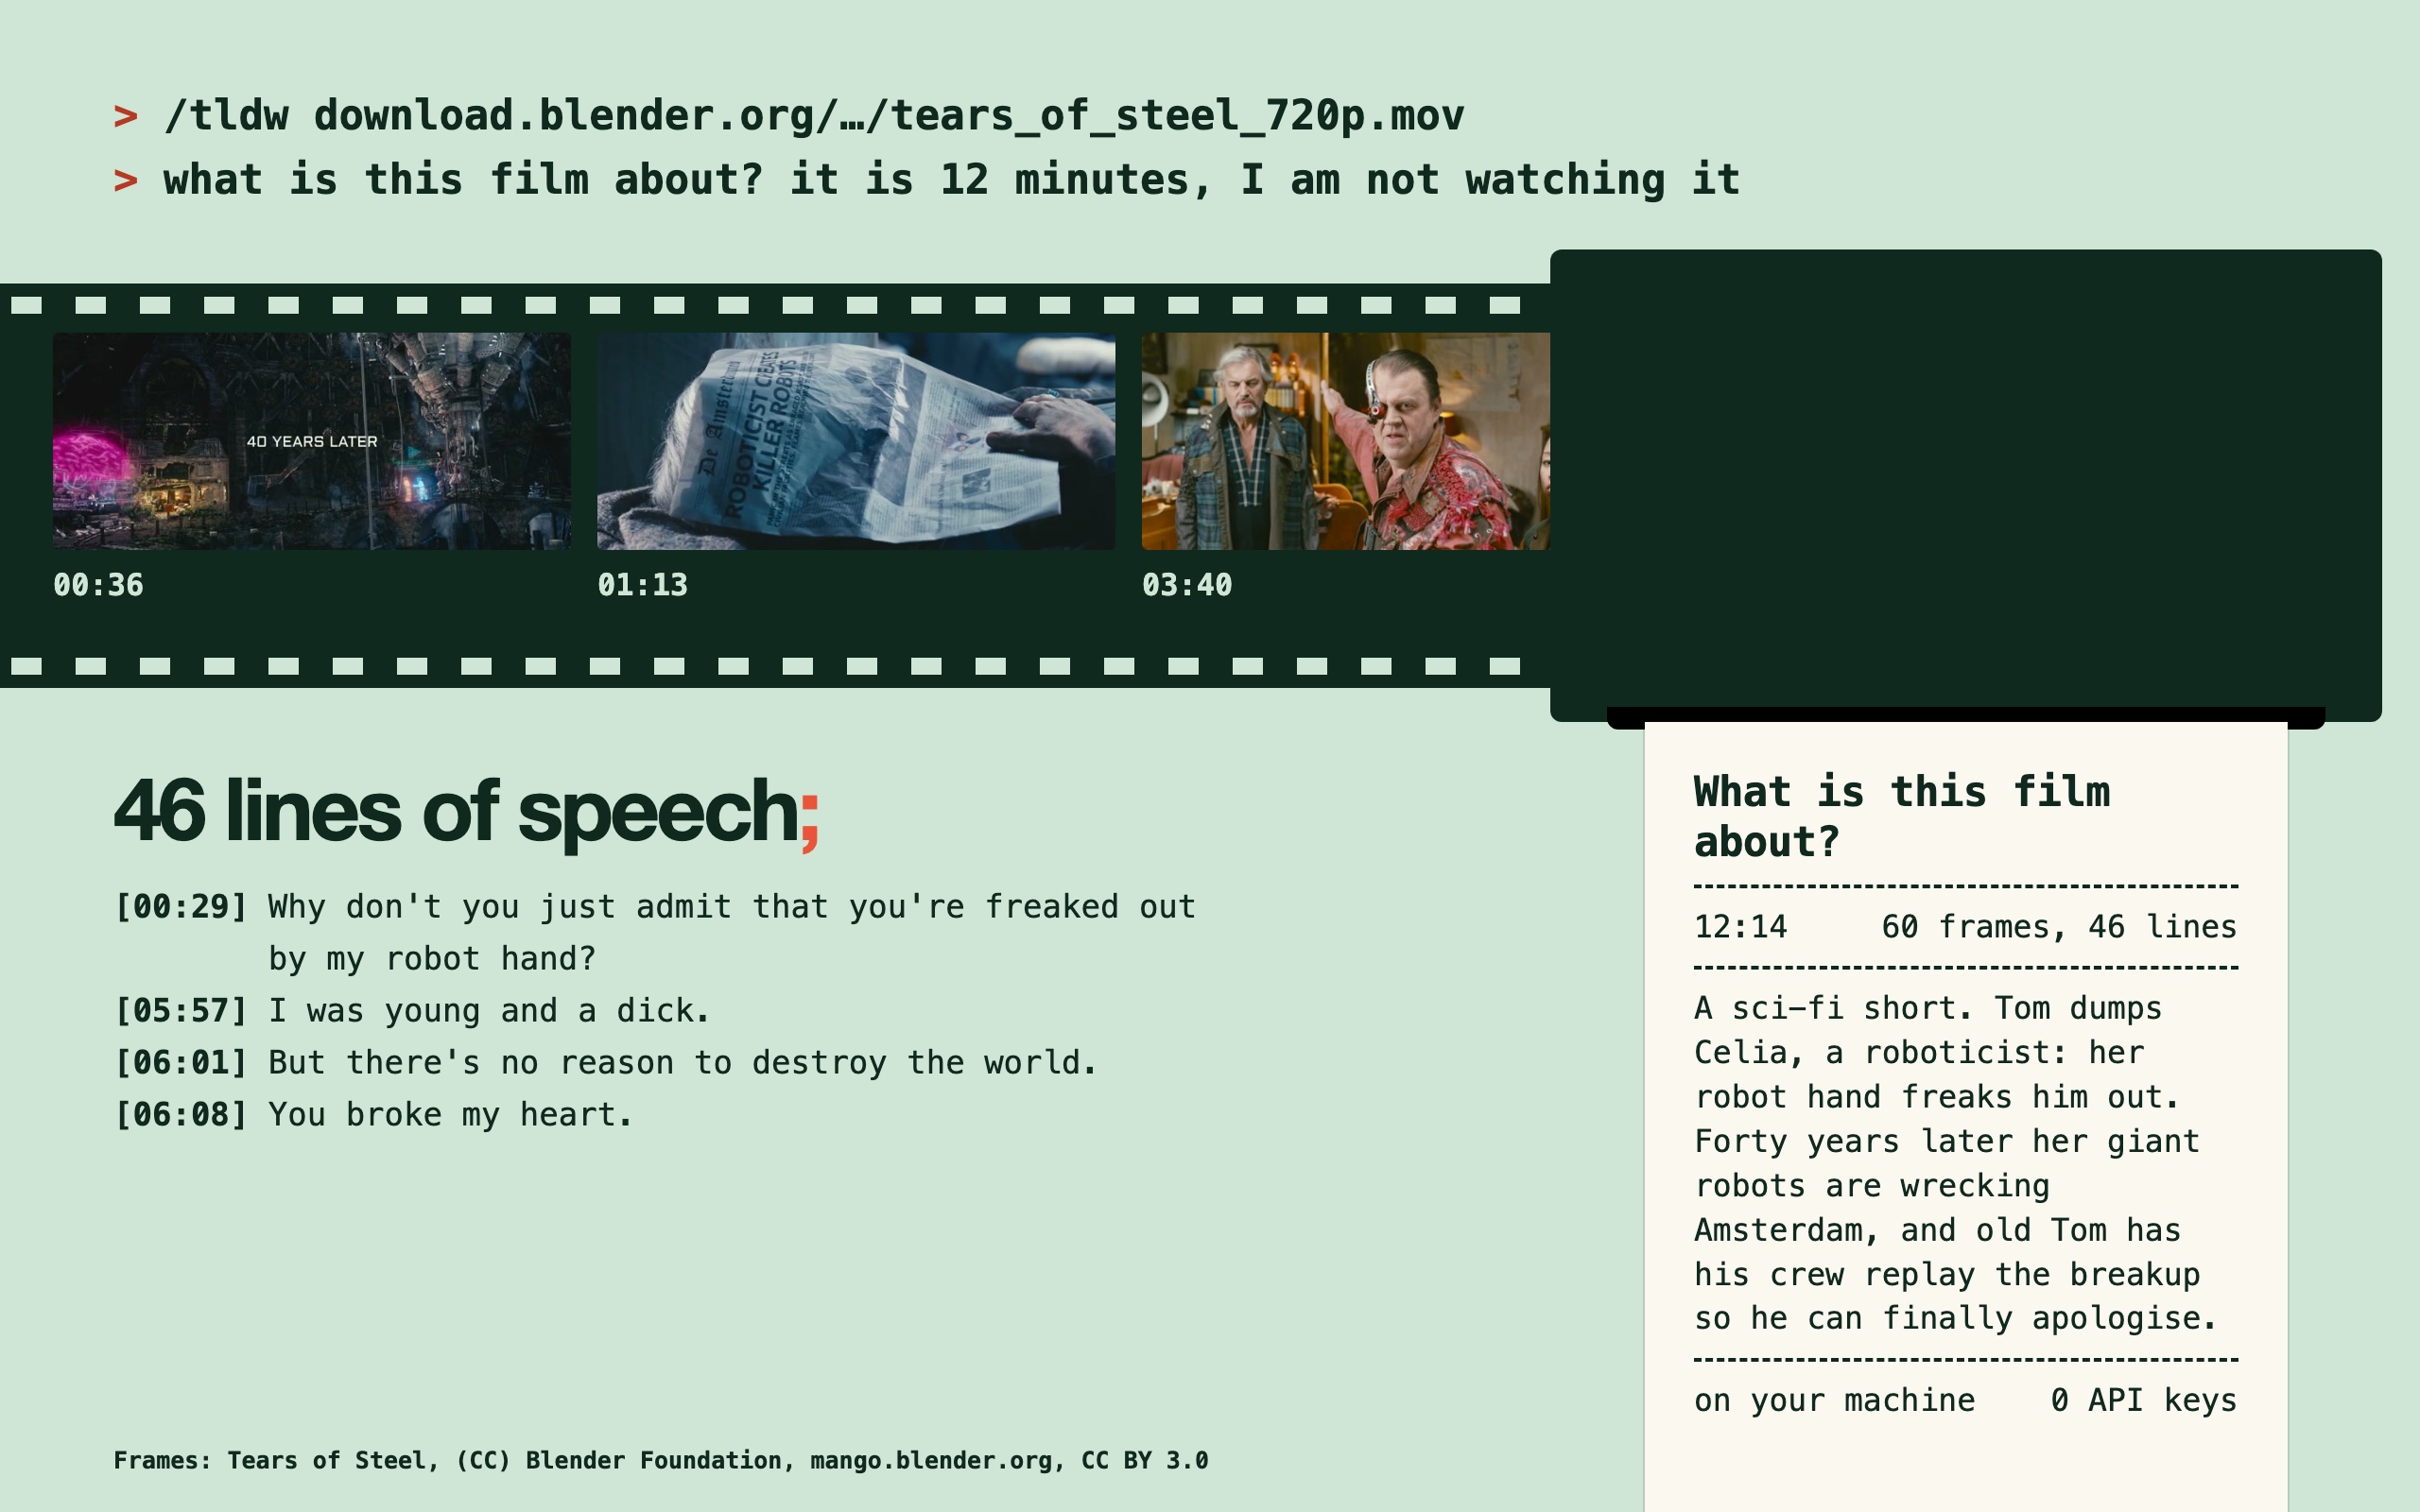 > /tldw download.blender.org/…/tears_of_steel_720p.mov
> what is this film about? it is 12 minutes, I am not watching it
40 YEARS LATER
De Amsterdam
ROBOTICIST CREATES
KILLER ROBOTS
00:36
01:13
03:40
46 lines of speech;
[00:29] Why don't you just admit that you're freaked out
by my robot hand?
[05:57] I was young and a dick.
[06:01] But there's no reason to destroy the world.
[06:08] You broke my heart.
Frames: Tears of Steel, (CC) Blender Foundation, mango.blender.org, CC BY 3.0
What is this film
about?
12:14 60 frames, 46 lines
A sci-fi short. Tom dumps
Celia, a roboticist: her
robot hand freaks him out.
Forty years later her giant
robots are wrecking
Amsterdam, and old Tom has
his crew replay the breakup
so he can finally apologise.
on your machine 0 API keys